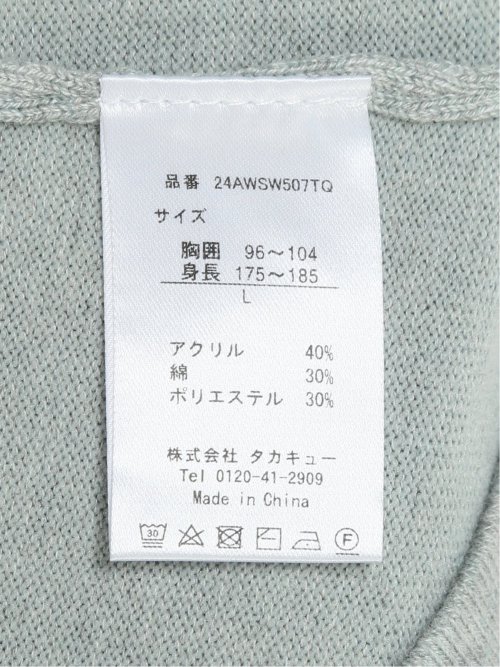 品番 24AWSW507TQ
サイズ
胸囲 96～104
身長 175～185
L
アクリル 40%
綿 30%
ポリエステル 30%
株式会社 タカキュー
Tel 0120-41-2909
Made in China
30 F